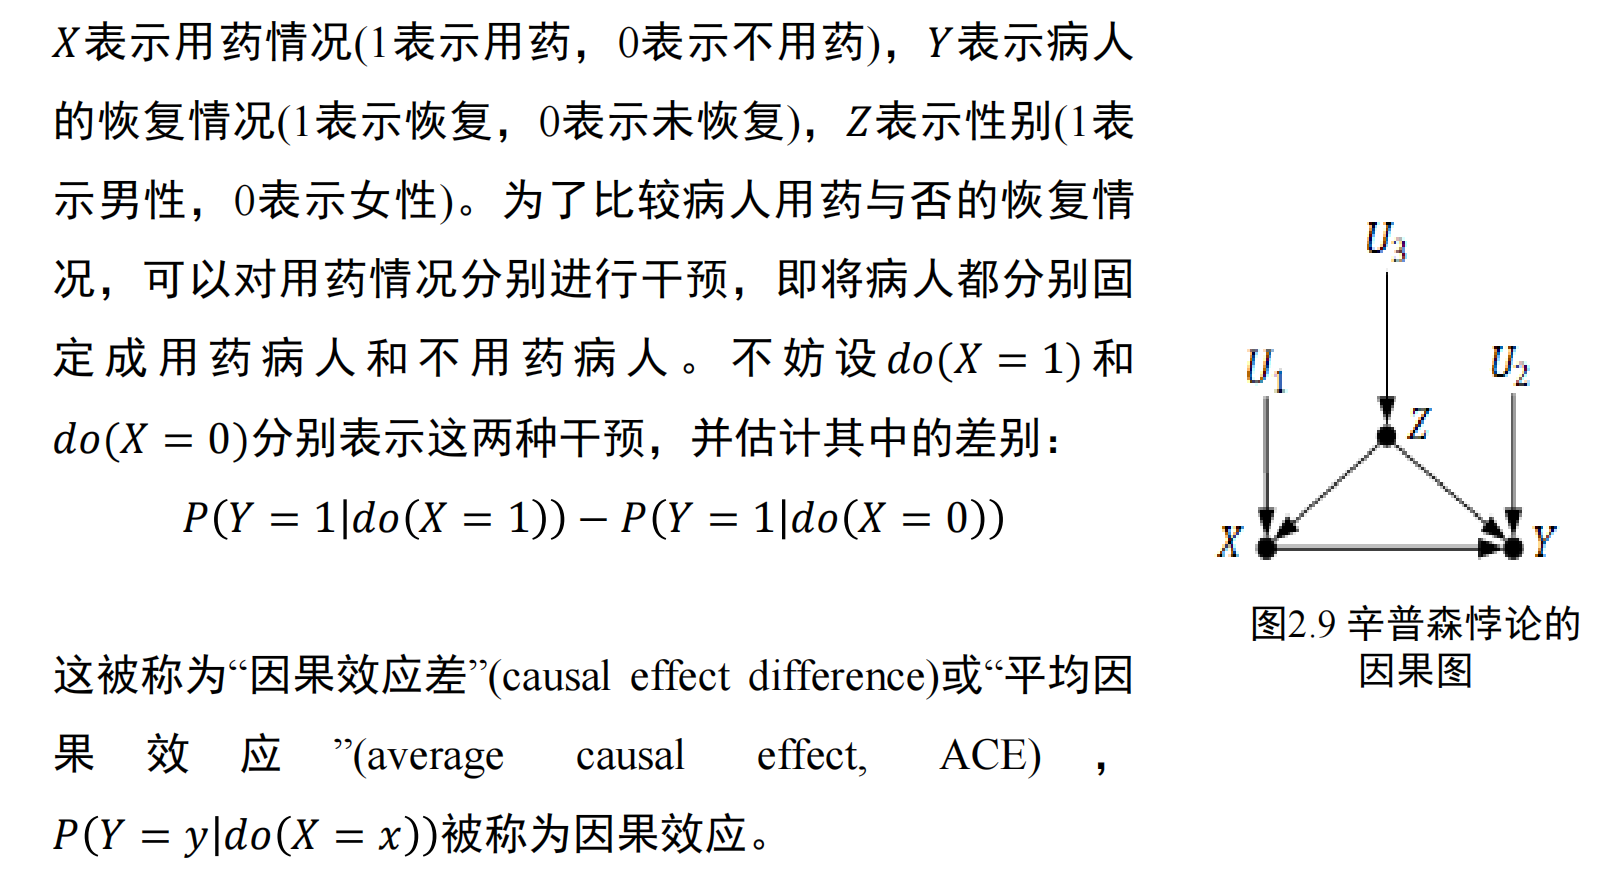 X表示用药情况(1表示用药，0表示不用药)，Y表示病人
的恢复情况(1表示恢复，0表示未恢复)，Z表示性别(1表
示男性，0表示女性)。为了比较病人用药与否的恢复情
况，可以对用药情况分别进行干预，即将病人都分别固
定成用药病人和不用药病人。不妨设do(X = 1)和
do(X = 0)分别表示这两种干预，并估计其中的差别：
P(Y = 1|do(X = 1)) − P(Y = 1|do(X = 0))
这被称为“因果效应差”(causal effect difference)或“平均因
果效应”(average causal effect, ACE)，
P(Y = y|do(X = x))被称为因果效应。
U₃
U₁
U₂
Z
X
Y
图2.9 辛普森悖论的
因果图